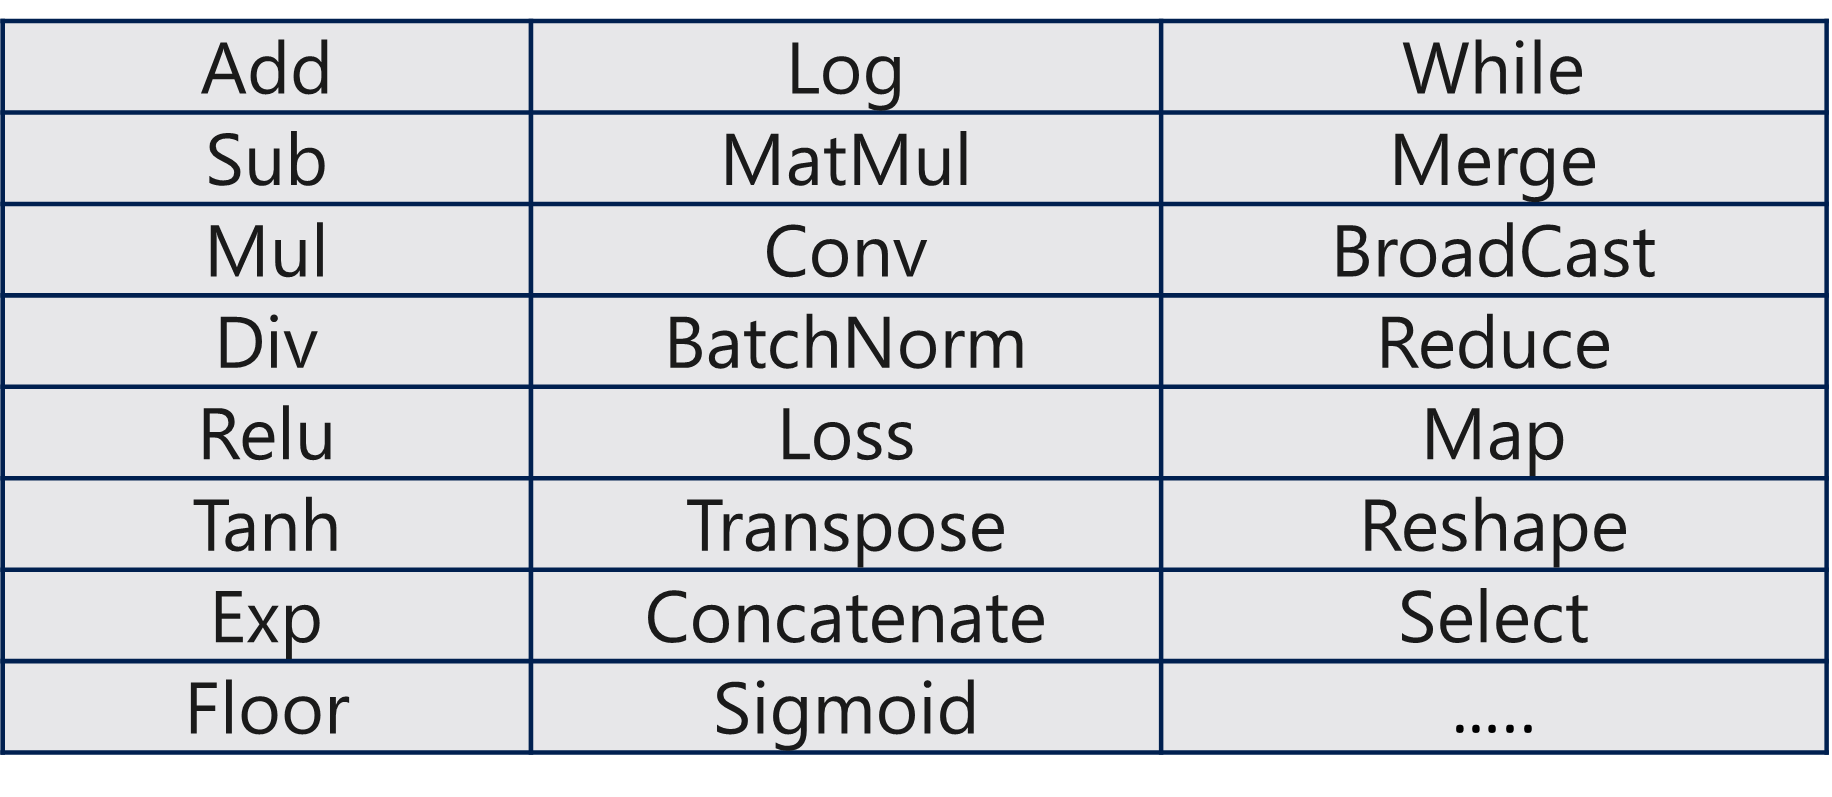 Add Log While
Sub MatMul Merge
Mul Conv BroadCast
Div BatchNorm Reduce
Relu Loss Map
Tanh Transpose Reshape
Exp Concatenate Select
Floor Sigmoid .....